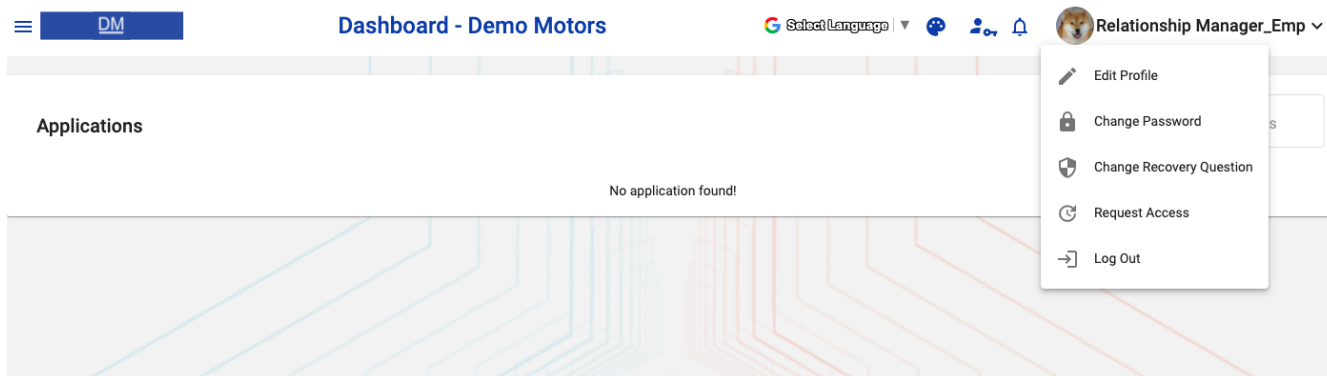 DM
Dashboard - Demo Motors
Select Language ▼
Relationship Manager_Emp
Edit Profile
Applications
Change Password
s
Change Recovery Question
No application found!
Request Access
Log Out